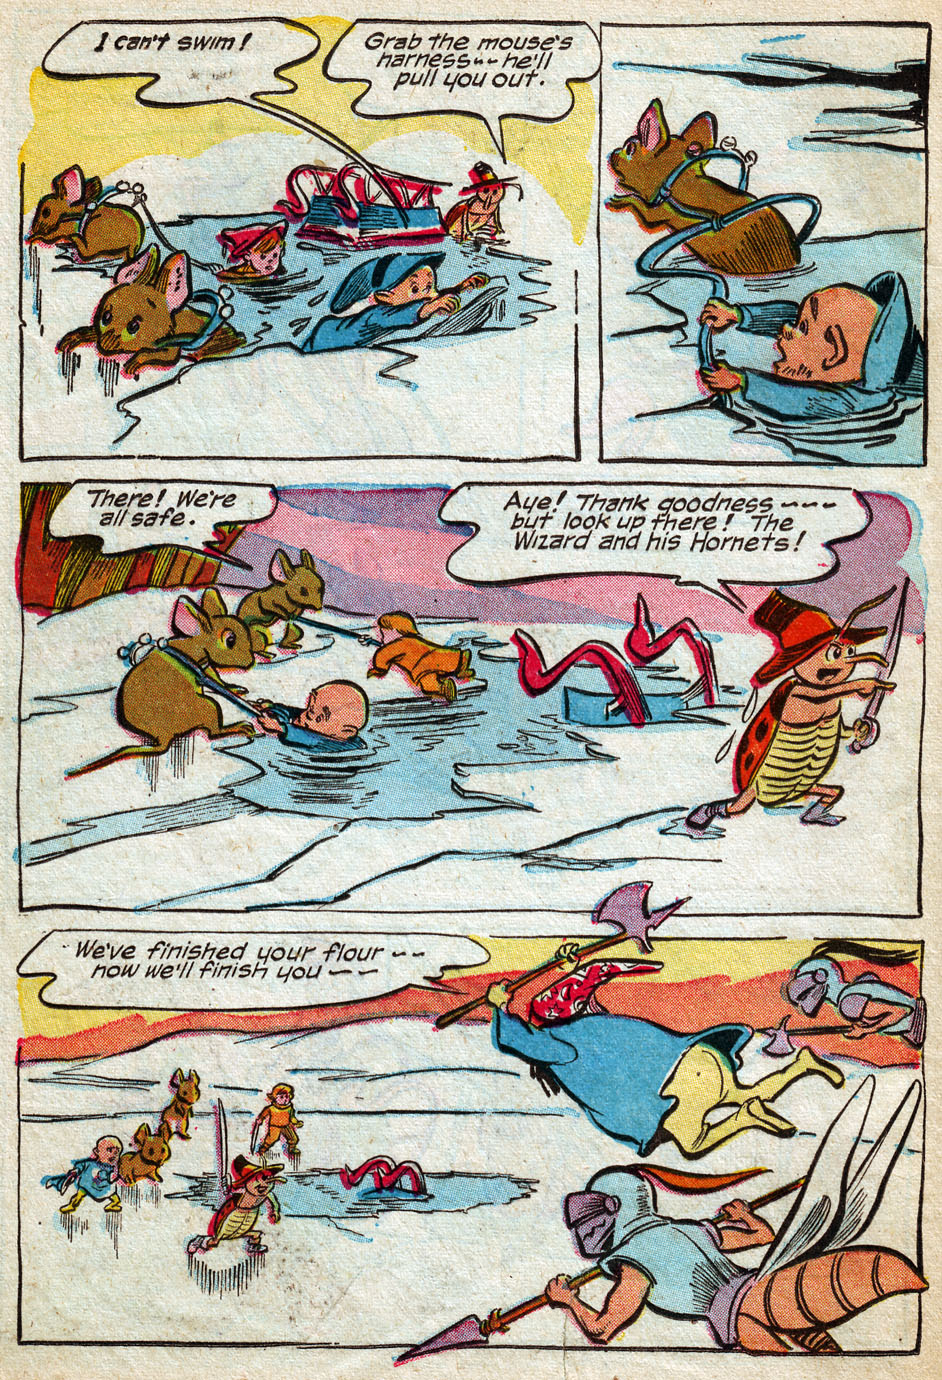 I can't swim!
Grab the mouse's
harness-- he'll
pull you out.
There! We're
all safe.
Aye! Thank goodness ----
but look up there! The
Wizard and his Hornets!
We've finished your flour --
now we'll finish you --